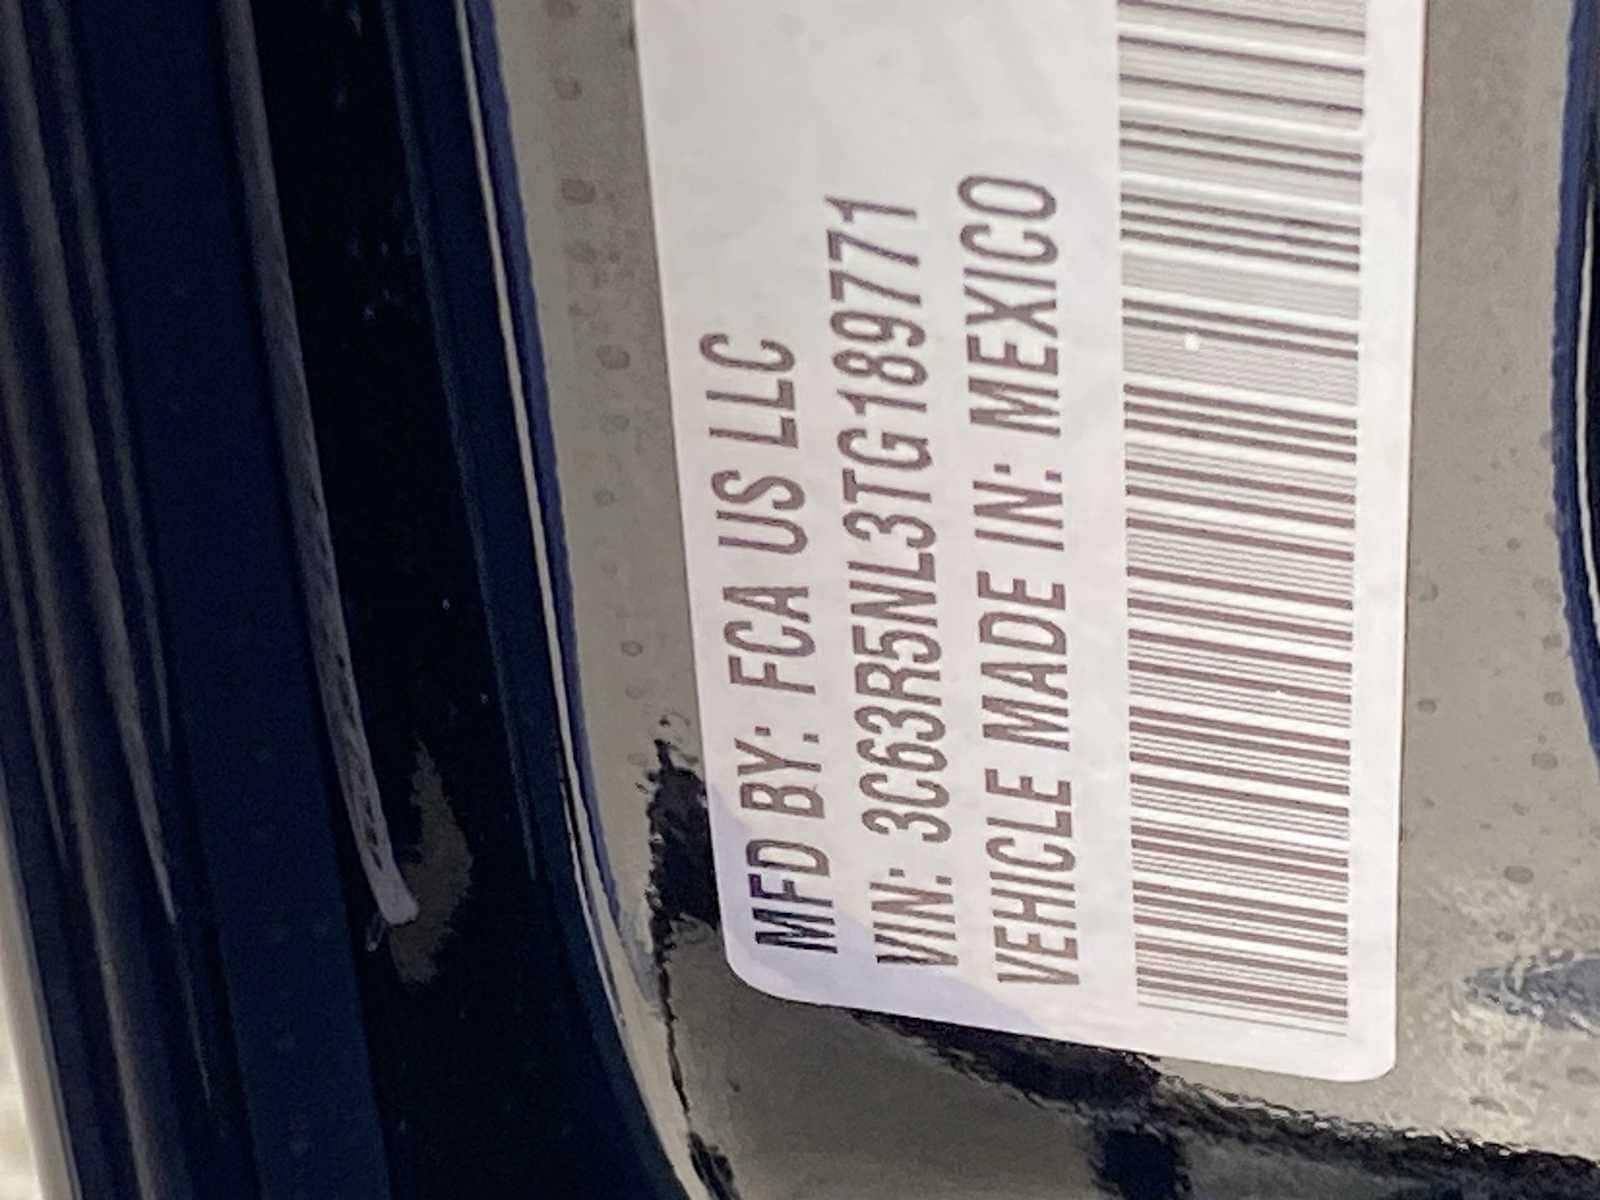 MFD BY: FCA US LLC
VIN: 3C63R5NL3TG189771
VEHICLE MADE IN: MEXICO